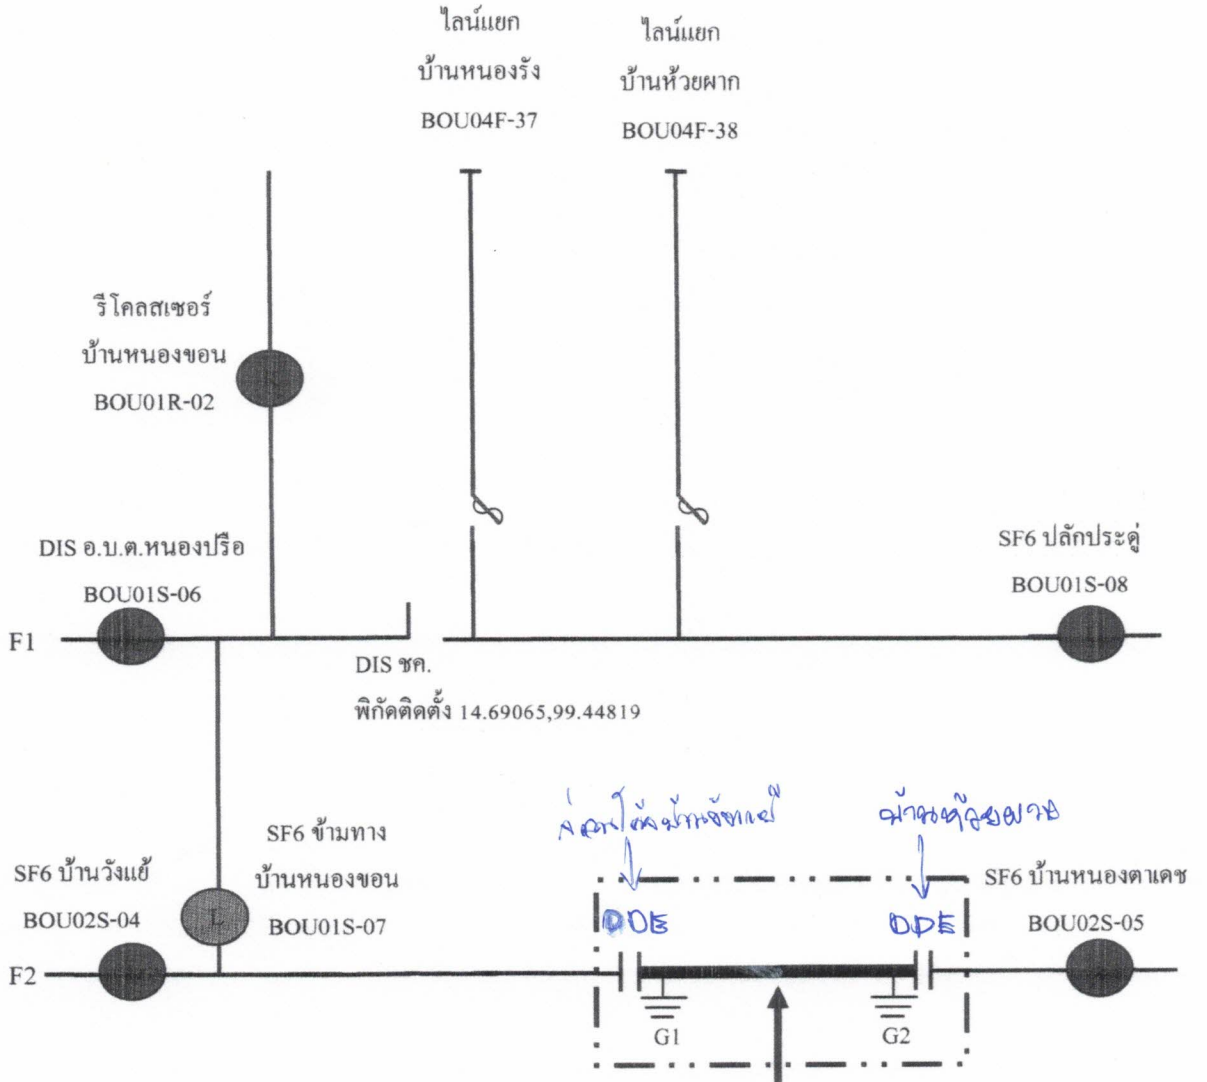 ไลน์แยก
บ้านหนองรัง
BOU04F-37
ไลน์แยก
บ้านห้วยผาก
BOU04F-38
รีโคลสเซอร์
บ้านหนองขอน
BOU01R-02
DIS อ.บ.ต.หนองปรือ
BOU01S-06
SF6 ปลักประดู่
BOU01S-08
F1
DIS ชค.
พิกัดติดตั้ง 14.69065,99.44819
SF6 บ้านวังแย้
BOU02S-04
SF6 ข้ามทาง
บ้านหนองขอน
BOU01S-07
L
SF6 บ้านหนองตาเดช
BOU02S-05
DDE
DDE
F2
G1
G2